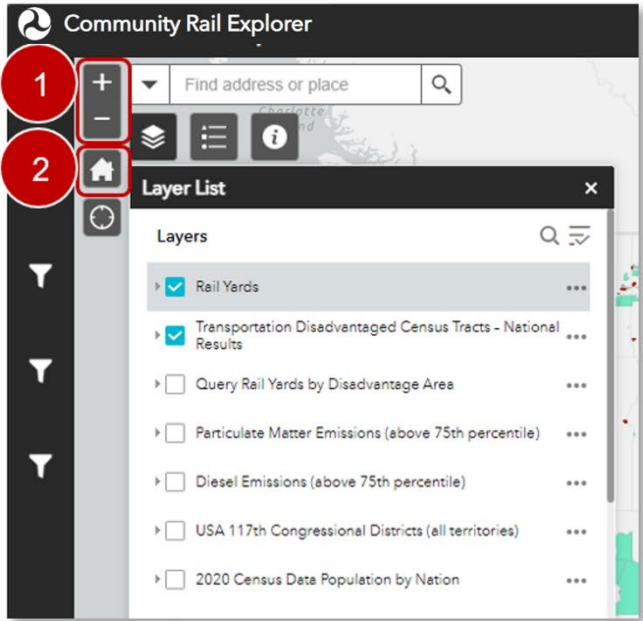 Community Rail Explorer
1
+
Find address or place
−
Charlotte
2
Layer List
×
Layers
Rail Yards
Transportation Disadvantaged Census Tracts - National
Results
Query Rail Yards by Disadvantage Area
Particulate Matter Emissions (above 75th percentile)
Diesel Emissions (above 75th percentile)
USA 117th Congressional Districts (all territories)
2020 Census Data Population by Nation